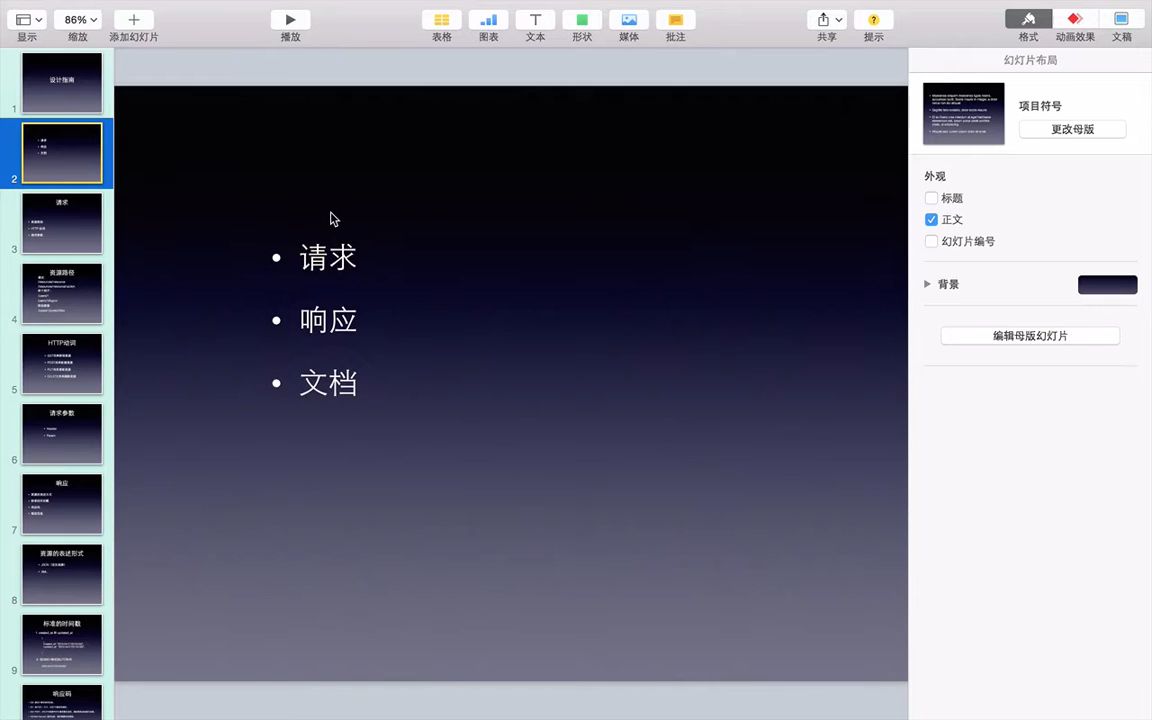 86%
显示
缩放
添加幻灯片
播放
表格
图表
文本
形状
媒体
批注
共享
提示
格式
动画效果
文稿
幻灯片布局
项目符号
更改母版
外观
标题
正文
幻灯片编号
背景
编辑母版幻灯片
• 请求
• 响应
• 文档
1
设计指南
2
• 请求
• 响应
• 文档
3
请求
4
资源路径
5
HTTP动词
6
请求参数
7
响应
8
资源的表述形式
9
标准的时间戳
响应码